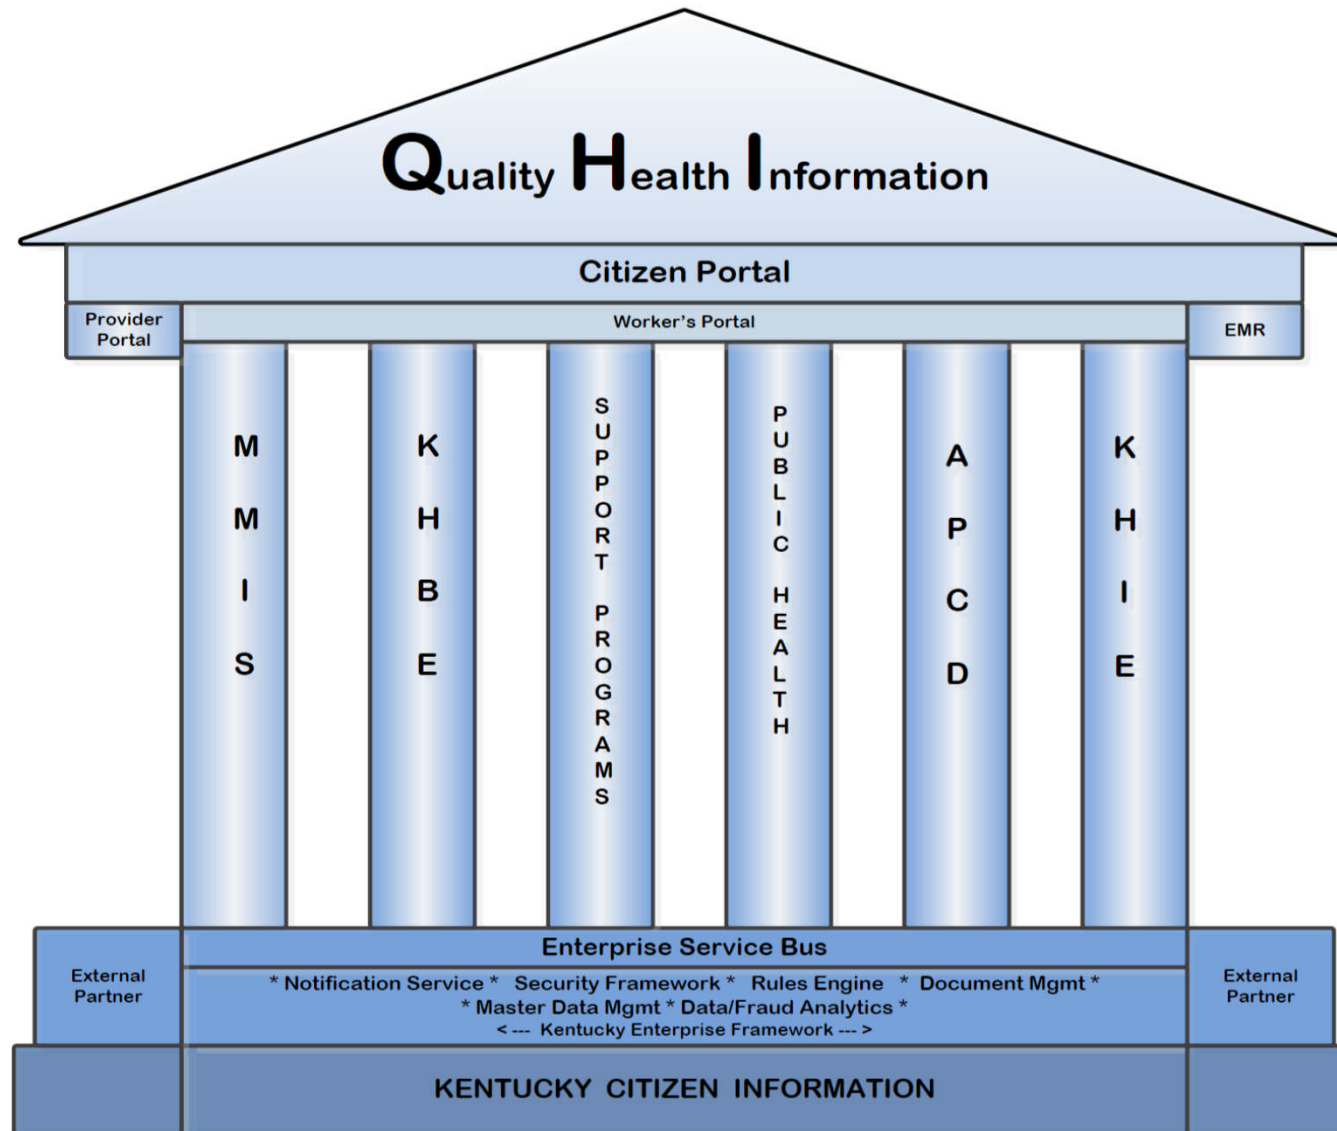 Quality Health Information
Citizen Portal
Provider
Portal
Worker's Portal
EMR
MMIS
KHBE
SUPPORT PROGRAMS
PUBLIC HEALTH
APCD
KHIE
External
Partner
Enterprise Service Bus
* Notification Service * Security Framework * Rules Engine * Document Mgmt *
* Master Data Mgmt * Data/Fraud Analytics *
< --- Kentucky Enterprise Framework --- >
External
Partner
KENTUCKY CITIZEN INFORMATION